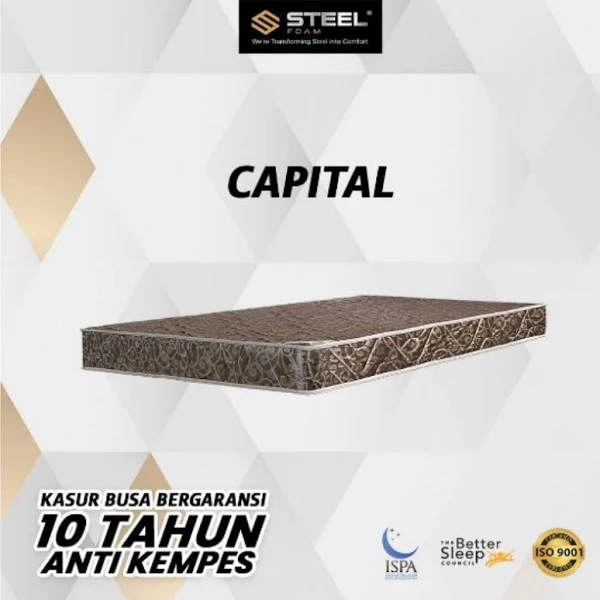 STEEL®
FOAM
We're Transforming Steel into Comfort
CAPITAL
KASUR BUSA BERGARANSI
10 TAHUN
ANTI KEMPES
ISPA
THE Better
Sleep
COUNCIL
ISO 9001